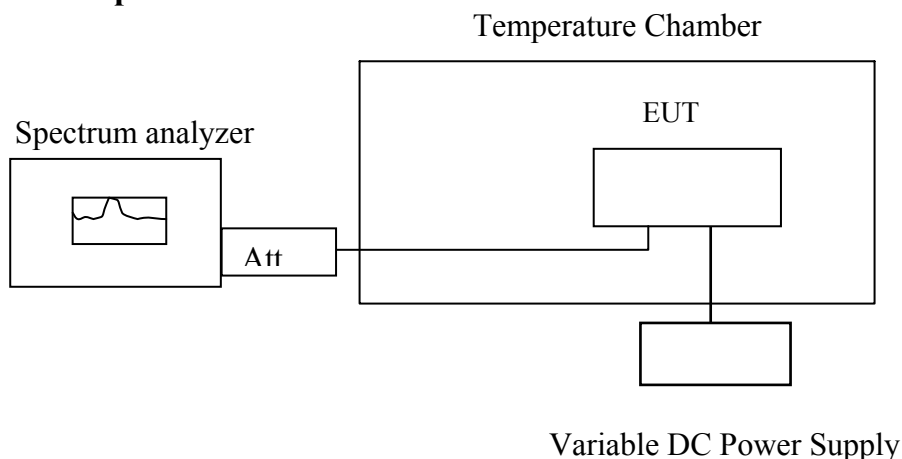 Temperature Chamber
EUT
Spectrum analyzer
Att
Variable DC Power Supply